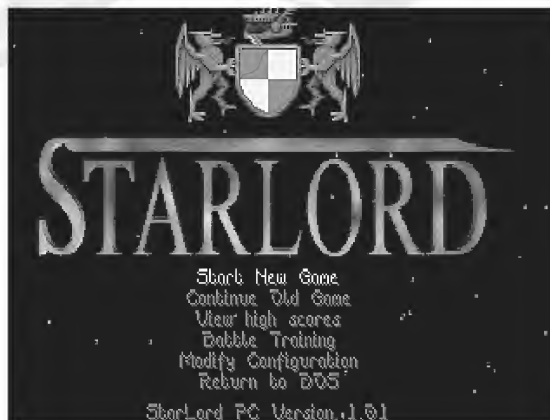 STARLORD
Start New Game
Continue Old Game
View high scores
Battle Training
Modify Configuration
Return to DOS
StarLord PC Version 1.01